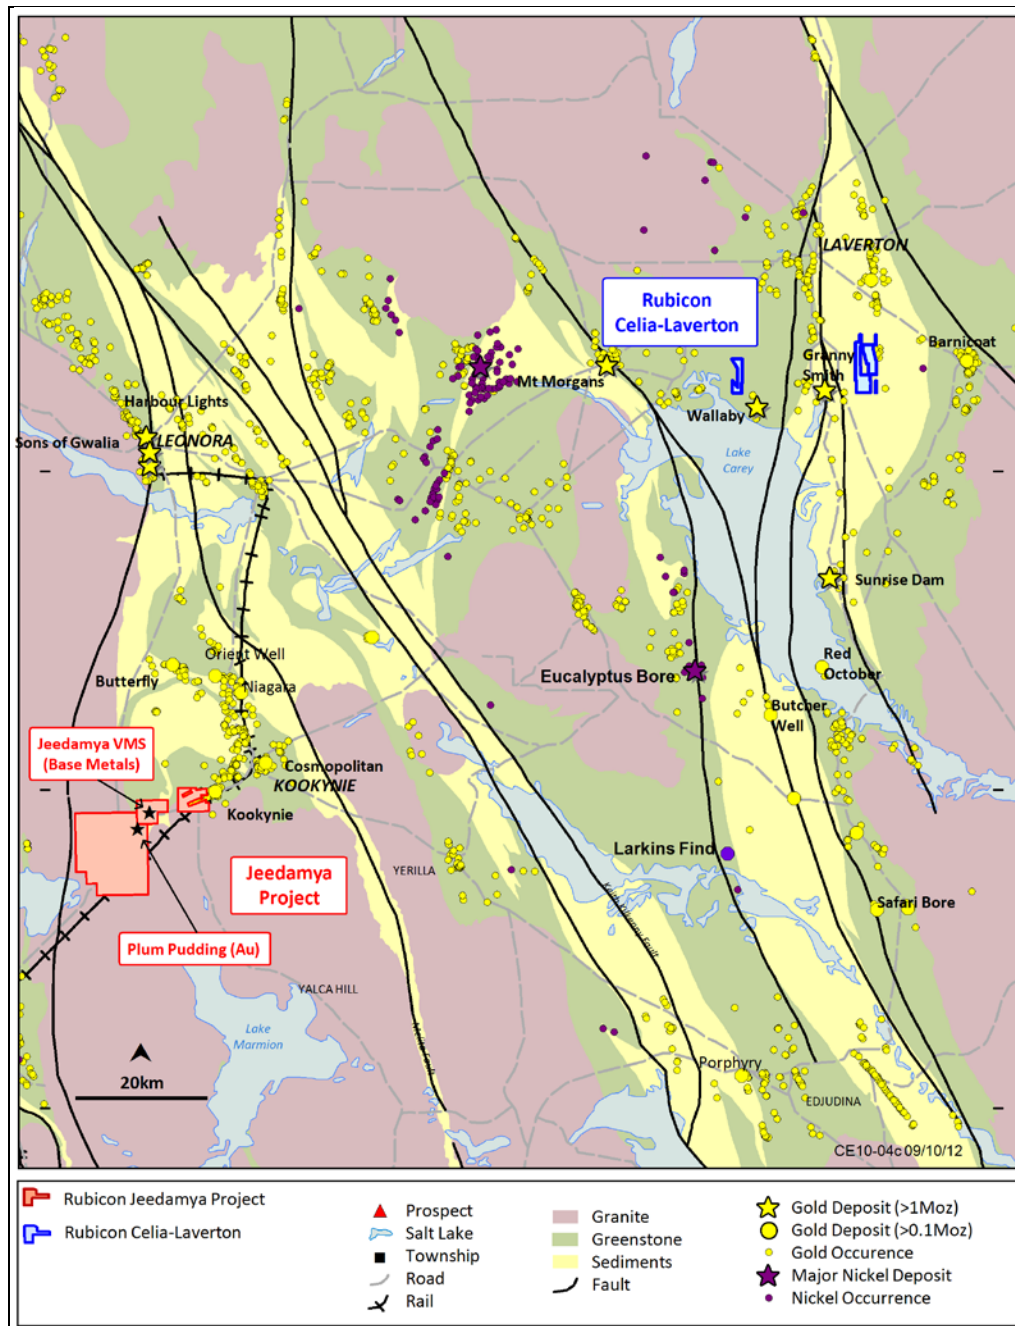 Rubicon
Celia-Laverton
LAVERTON
Barnicoat
Granny
Smith
Mt Morgans
Wallaby
Harbour Lights
LEONORA
Sons of Gwalia
Lake
Carey
Sunrise Dam
Orient Well
Butterfly
Niagara
Eucalyptus Bore
Red
October
Butcher
Well
Jeedamya VMS
(Base Metals)
Cosmopolitan
KOOKYNIE
Kookynie
Larkins Find
Jeedamya
Project
YERILLA
Safari Bore
Keith Kilkenny Fault
Plum Pudding (Au)
YALCA HILL
Lake
Marmion
Porphyry
EDJUDINA
20km
CE10-04c 09/10/12
Rubicon Jeedamya Project
Rubicon Celia-Laverton
Prospect
Salt Lake
Township
Road
Rail
Granite
Greenstone
Sediments
Fault
Gold Deposit (>1Moz)
Gold Deposit (>0.1Moz)
Gold Occurence
Major Nickel Deposit
Nickel Occurrence